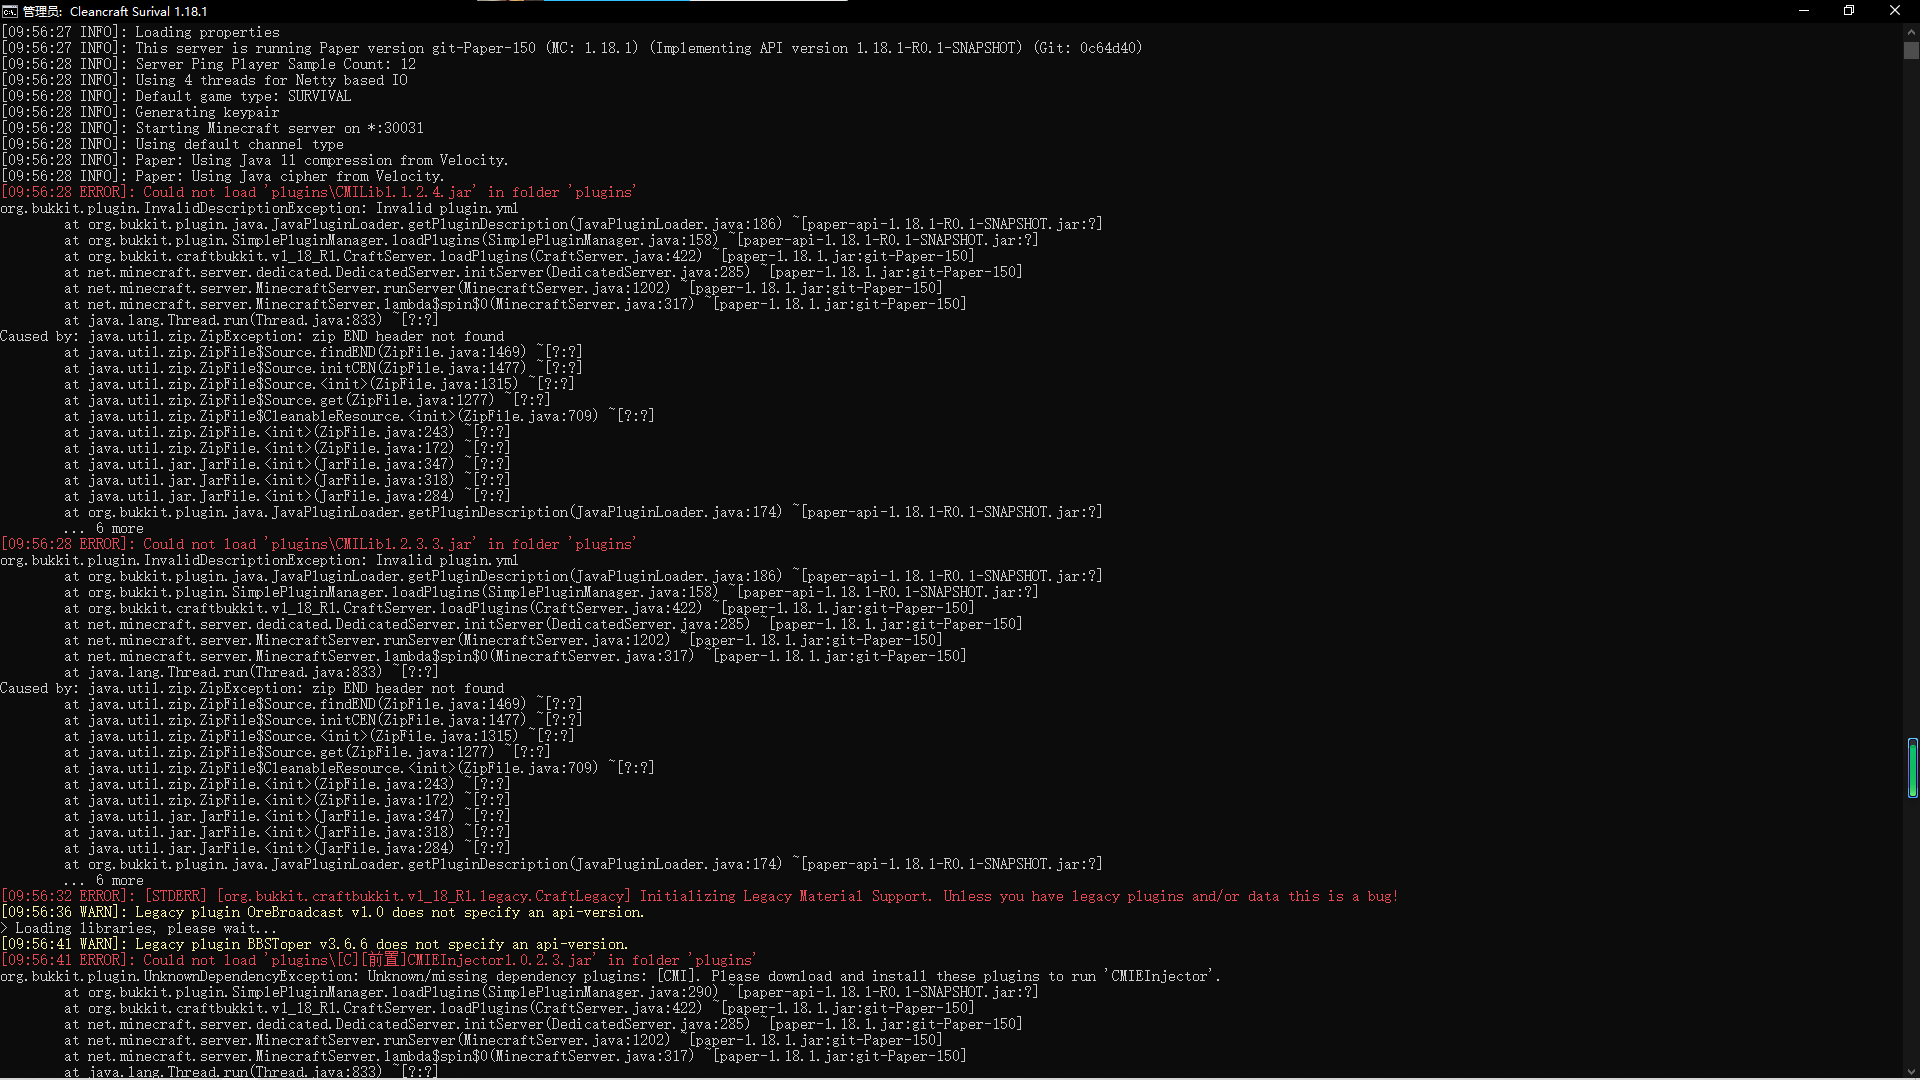 管理员: Cleancraft Surival 1.18.1
[09:56:27 INFO]: Loading properties
[09:56:27 INFO]: This server is running Paper version git-Paper-150 (MC: 1.18.1) (Implementing API version 1.18.1-R0.1-SNAPSHOT) (Git: 0c64d40)
[09:56:28 INFO]: Server Ping Player Sample Count: 12
[09:56:28 INFO]: Using 4 threads for Netty based IO
[09:56:28 INFO]: Default game type: SURVIVAL
[09:56:28 INFO]: Generating keypair
[09:56:28 INFO]: Starting Minecraft server on *:30031
[09:56:28 INFO]: Using default channel type
[09:56:28 INFO]: Paper: Using Java 11 compression from Velocity.
[09:56:28 INFO]: Paper: Using Java cipher from Velocity.
[09:56:28 ERROR]: Could not load 'plugins\CMILib1.1.2.4.jar' in folder 'plugins'
org.bukkit.plugin.InvalidDescriptionException: Invalid plugin.yml
at org.bukkit.plugin.java.JavaPluginLoader.getPluginDescription(JavaPluginLoader.java:186) ~[paper-api-1.18.1-R0.1-SNAPSHOT.jar:?]
at org.bukkit.plugin.SimplePluginManager.loadPlugins(SimplePluginManager.java:158) ~[paper-api-1.18.1-R0.1-SNAPSHOT.jar:?]
at org.bukkit.craftbukkit.v1_18_R1.CraftServer.loadPlugins(CraftServer.java:422) ~[paper-1.18.1.jar:git-Paper-150]
at net.minecraft.server.dedicated.DedicatedServer.initServer(DedicatedServer.java:285) ~[paper-1.18.1.jar:git-Paper-150]
at net.minecraft.server.MinecraftServer.runServer(MinecraftServer.java:1202) ~[paper-1.18.1.jar:git-Paper-150]
at net.minecraft.server.MinecraftServer.lambda$spin$0(MinecraftServer.java:317) ~[paper-1.18.1.jar:git-Paper-150]
at java.lang.Thread.run(Thread.java:833) ~[?:?]
Caused by: java.util.zip.ZipException: zip END header not found
at java.util.zip.ZipFile$Source.findEND(ZipFile.java:1469) ~[?:?]
at java.util.zip.ZipFile$Source.initCEN(ZipFile.java:1477) ~[?:?]
at java.util.zip.ZipFile$Source.<init>(ZipFile.java:1315) ~[?:?]
at java.util.zip.ZipFile$Source.get(ZipFile.java:1277) ~[?:?]
at java.util.zip.ZipFile$CleanableResource.<init>(ZipFile.java:709) ~[?:?]
at java.util.zip.ZipFile.<init>(ZipFile.java:243) ~[?:?]
at java.util.zip.ZipFile.<init>(ZipFile.java:172) ~[?:?]
at java.util.jar.JarFile.<init>(JarFile.java:347) ~[?:?]
at java.util.jar.JarFile.<init>(JarFile.java:318) ~[?:?]
at java.util.jar.JarFile.<init>(JarFile.java:284) ~[?:?]
at org.bukkit.plugin.java.JavaPluginLoader.getPluginDescription(JavaPluginLoader.java:174) ~[paper-api-1.18.1-R0.1-SNAPSHOT.jar:?]
... 6 more
[09:56:28 ERROR]: Could not load 'plugins\CMILib1.2.3.3.jar' in folder 'plugins'
org.bukkit.plugin.InvalidDescriptionException: Invalid plugin.yml
at org.bukkit.plugin.java.JavaPluginLoader.getPluginDescription(JavaPluginLoader.java:186) ~[paper-api-1.18.1-R0.1-SNAPSHOT.jar:?]
at org.bukkit.plugin.SimplePluginManager.loadPlugins(SimplePluginManager.java:158) ~[paper-api-1.18.1-R0.1-SNAPSHOT.jar:?]
at org.bukkit.craftbukkit.v1_18_R1.CraftServer.loadPlugins(CraftServer.java:422) ~[paper-1.18.1.jar:git-Paper-150]
at net.minecraft.server.dedicated.DedicatedServer.initServer(DedicatedServer.java:285) ~[paper-1.18.1.jar:git-Paper-150]
at net.minecraft.server.MinecraftServer.runServer(MinecraftServer.java:1202) ~[paper-1.18.1.jar:git-Paper-150]
at net.minecraft.server.MinecraftServer.lambda$spin$0(MinecraftServer.java:317) ~[paper-1.18.1.jar:git-Paper-150]
at java.lang.Thread.run(Thread.java:833) ~[?:?]
Caused by: java.util.zip.ZipException: zip END header not found
at java.util.zip.ZipFile$Source.findEND(ZipFile.java:1469) ~[?:?]
at java.util.zip.ZipFile$Source.initCEN(ZipFile.java:1477) ~[?:?]
at java.util.zip.ZipFile$Source.<init>(ZipFile.java:1315) ~[?:?]
at java.util.zip.ZipFile$Source.get(ZipFile.java:1277) ~[?:?]
at java.util.zip.ZipFile$CleanableResource.<init>(ZipFile.java:709) ~[?:?]
at java.util.zip.ZipFile.<init>(ZipFile.java:243) ~[?:?]
at java.util.zip.ZipFile.<init>(ZipFile.java:172) ~[?:?]
at java.util.jar.JarFile.<init>(JarFile.java:347) ~[?:?]
at java.util.jar.JarFile.<init>(JarFile.java:318) ~[?:?]
at java.util.jar.JarFile.<init>(JarFile.java:284) ~[?:?]
at org.bukkit.plugin.java.JavaPluginLoader.getPluginDescription(JavaPluginLoader.java:174) ~[paper-api-1.18.1-R0.1-SNAPSHOT.jar:?]
... 6 more
[09:56:32 ERROR]: [STDERR] [org.bukkit.craftbukkit.v1_18_R1.legacy.CraftLegacy] Initializing Legacy Material Support. Unless you have legacy plugins and/or data this is a bug!
[09:56:36 WARN]: Legacy plugin OreBroadcast v1.0 does not specify an api-version.
> Loading libraries, please wait...
[09:56:41 WARN]: Legacy plugin BBSToper v3.6.6 does not specify an api-version.
[09:56:41 ERROR]: Could not load 'plugins\[C][前置]CMIEInjector1.0.2.3.jar' in folder 'plugins'
org.bukkit.plugin.UnknownDependencyException: Unknown/missing dependency plugins: [CMI]. Please download and install these plugins to run 'CMIEInjector'.
at org.bukkit.plugin.SimplePluginManager.loadPlugins(SimplePluginManager.java:290) ~[paper-api-1.18.1-R0.1-SNAPSHOT.jar:?]
at org.bukkit.craftbukkit.v1_18_R1.CraftServer.loadPlugins(CraftServer.java:422) ~[paper-1.18.1.jar:git-Paper-150]
at net.minecraft.server.dedicated.DedicatedServer.initServer(DedicatedServer.java:285) ~[paper-1.18.1.jar:git-Paper-150]
at net.minecraft.server.MinecraftServer.runServer(MinecraftServer.java:1202) ~[paper-1.18.1.jar:git-Paper-150]
at net.minecraft.server.MinecraftServer.lambda$spin$0(MinecraftServer.java:317) ~[paper-1.18.1.jar:git-Paper-150]
at java.lang.Thread.run(Thread.java:833) ~[?:?]